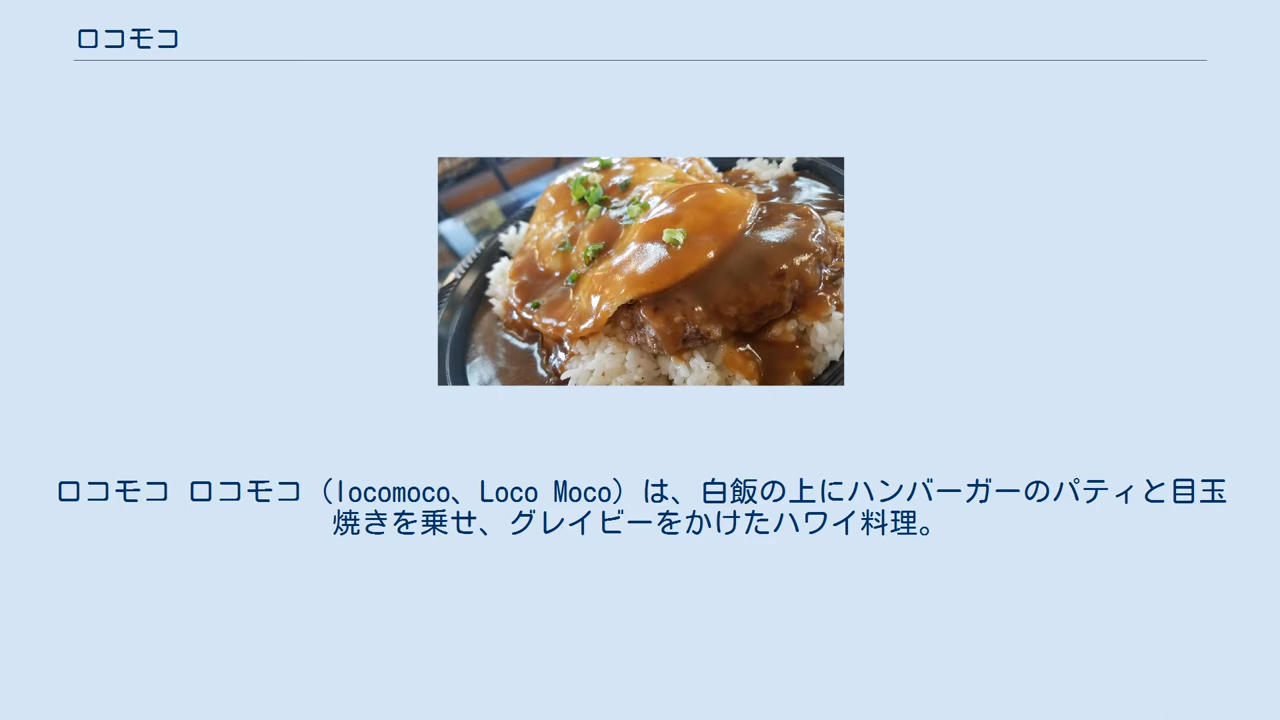 ロコモコ
ロコモコ ロコモコ（locomoco、Loco Moco）は、白飯の上にハンバーガーのパティと目玉
焼きを乗せ、グレイビーをかけたハワイ料理。